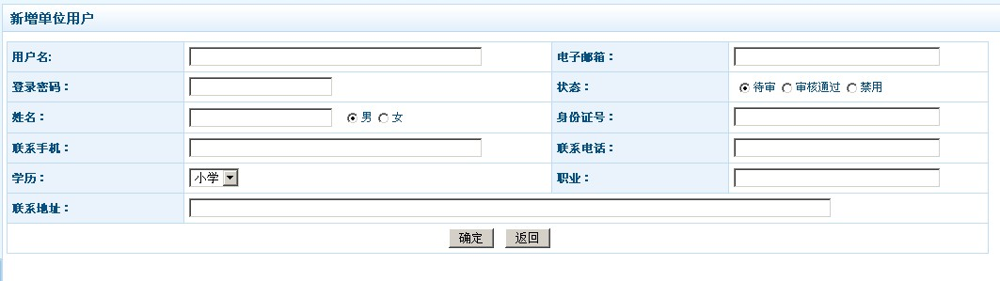 新增单位用户
用户名: 电子邮箱：
登录密码： 状态： 待审 审核通过 禁用
姓名： 男 女 身份证号：
联系手机： 联系电话：
学历： 小学 职业：
联系地址：
确定 返回